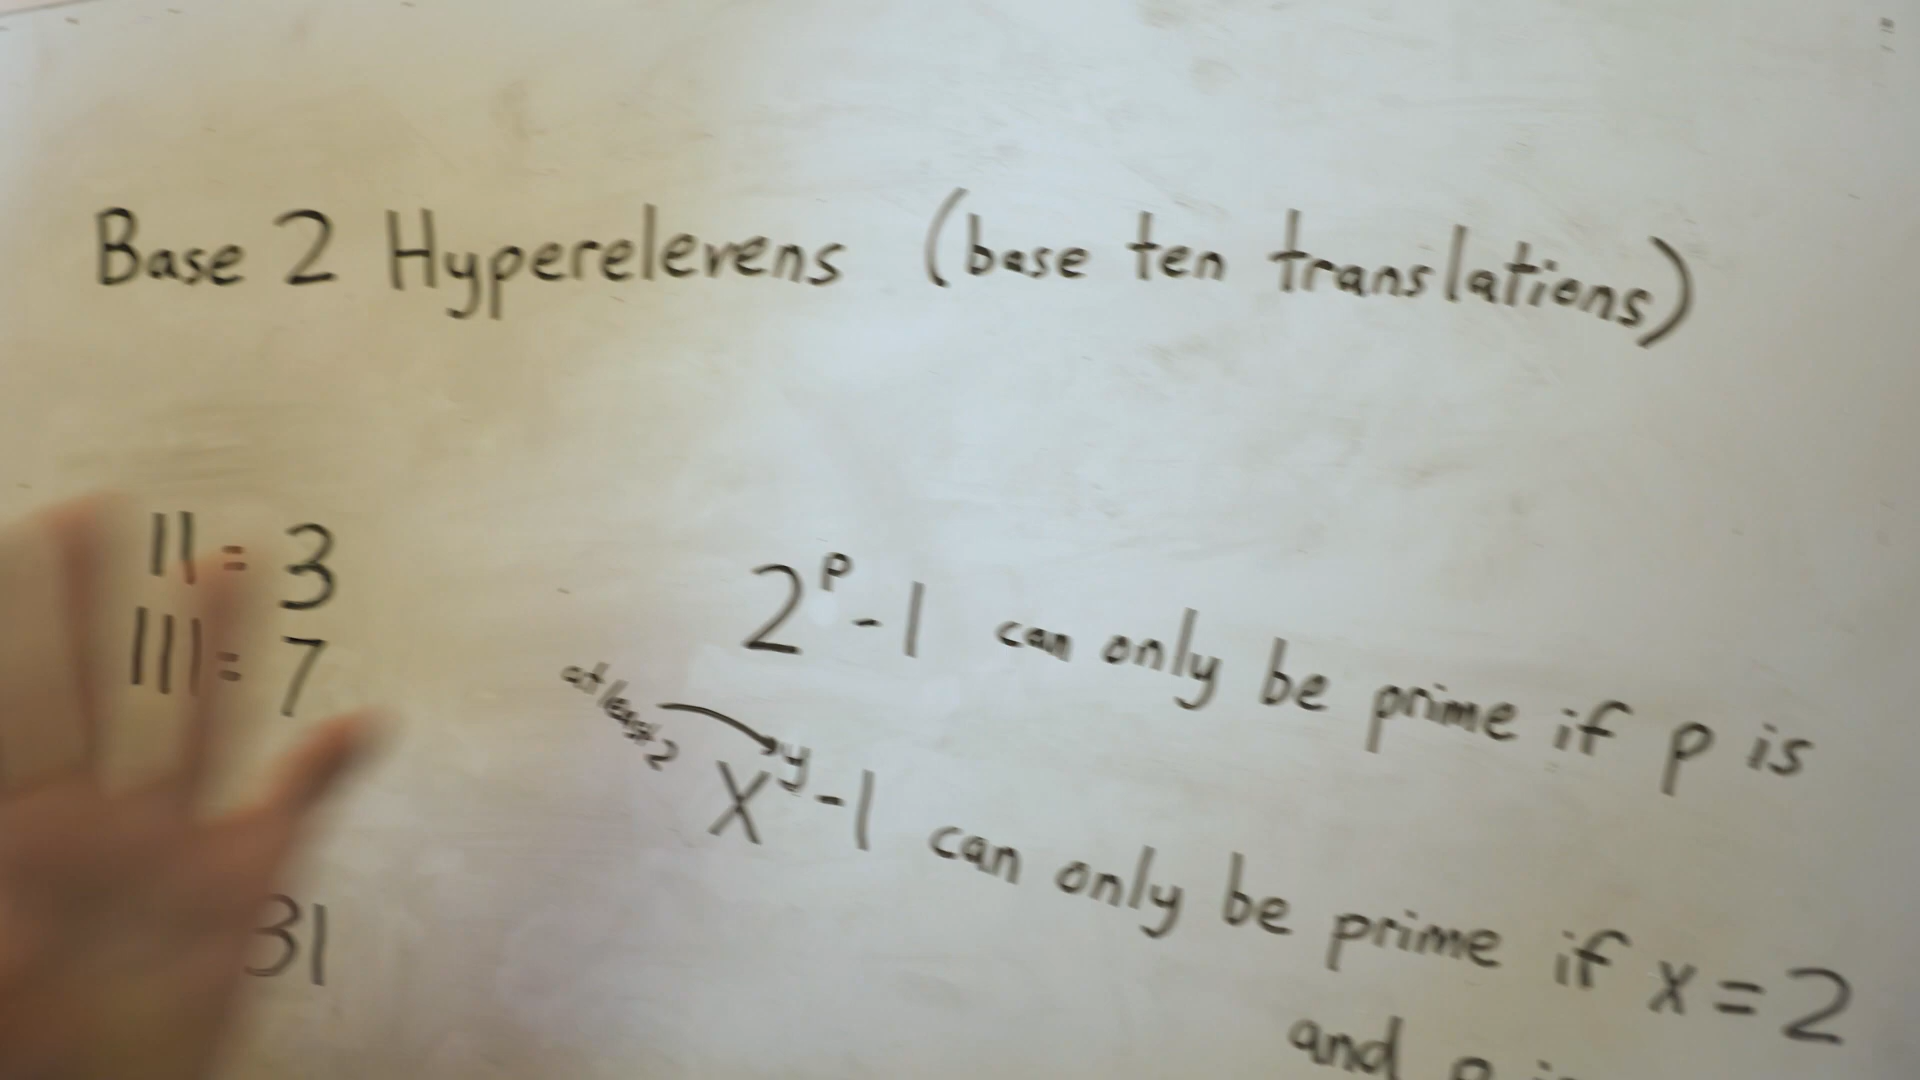 Base 2 Hyperelevens (base ten translations)
11 = 3
111 = 7
31
2^p - 1 can only be prime if p is
at least 2
x^y - 1 can only be prime if x = 2
and